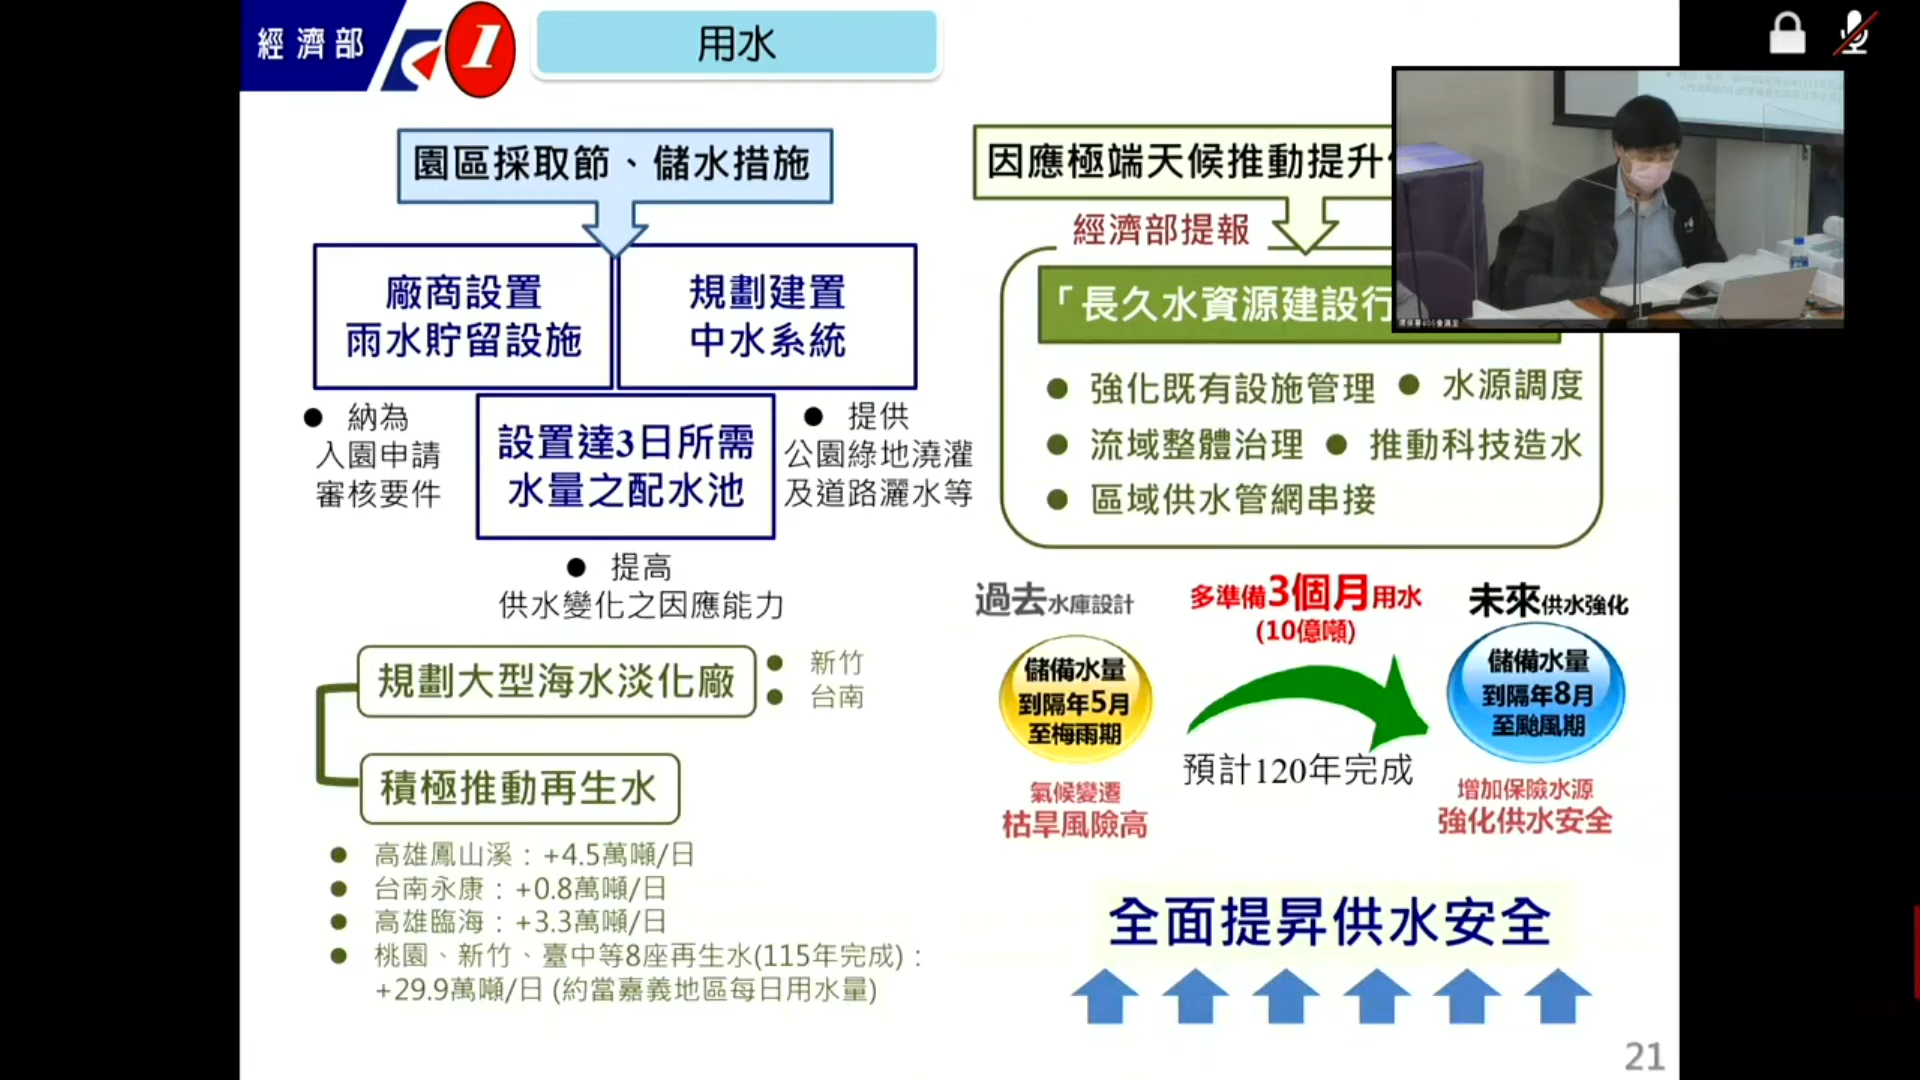 經濟部
1
用水
園區採取節、儲水措施
廠商設置
雨水貯留設施
規劃建置
中水系統
● 納為
入園申請
審核要件
設置達3日所需
水量之配水池
● 提供
公園綠地澆灌
及道路灑水等
● 提高
供水變化之因應能力
規劃大型海水淡化廠
● 新竹
● 台南
積極推動再生水
● 高雄鳳山溪：+4.5萬噸/日
● 台南永康：+0.8萬噸/日
● 高雄臨海：+3.3萬噸/日
● 桃園、新竹、臺中等8座再生水(115年完成)：
+29.9萬噸/日 (約當嘉義地區每日用水量)
因應極端天候推動提升
經濟部提報
「長久水資源建設行
● 強化既有設施管理 ● 水源調度
● 流域整體治理 ● 推動科技造水
● 區域供水管網串接
過去水庫設計
儲備水量
到隔年5月
至梅雨期
氣候變遷
枯旱風險高
多準備3個月用水
(10億噸)
預計120年完成
未來供水強化
儲備水量
到隔年8月
至颱風期
增加保險水源
強化供水安全
全面提昇供水安全
21